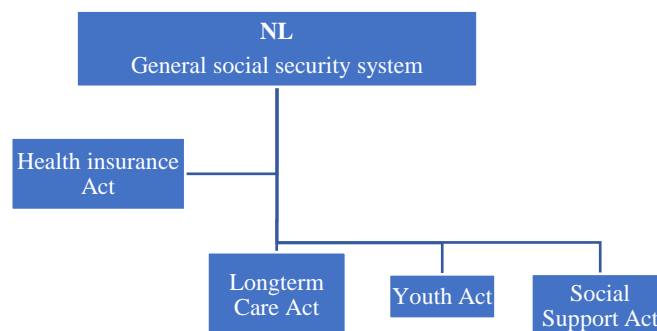 NL
General social security system
Health insurance
Act
Longterm
Care Act
Youth Act
Social
Support Act